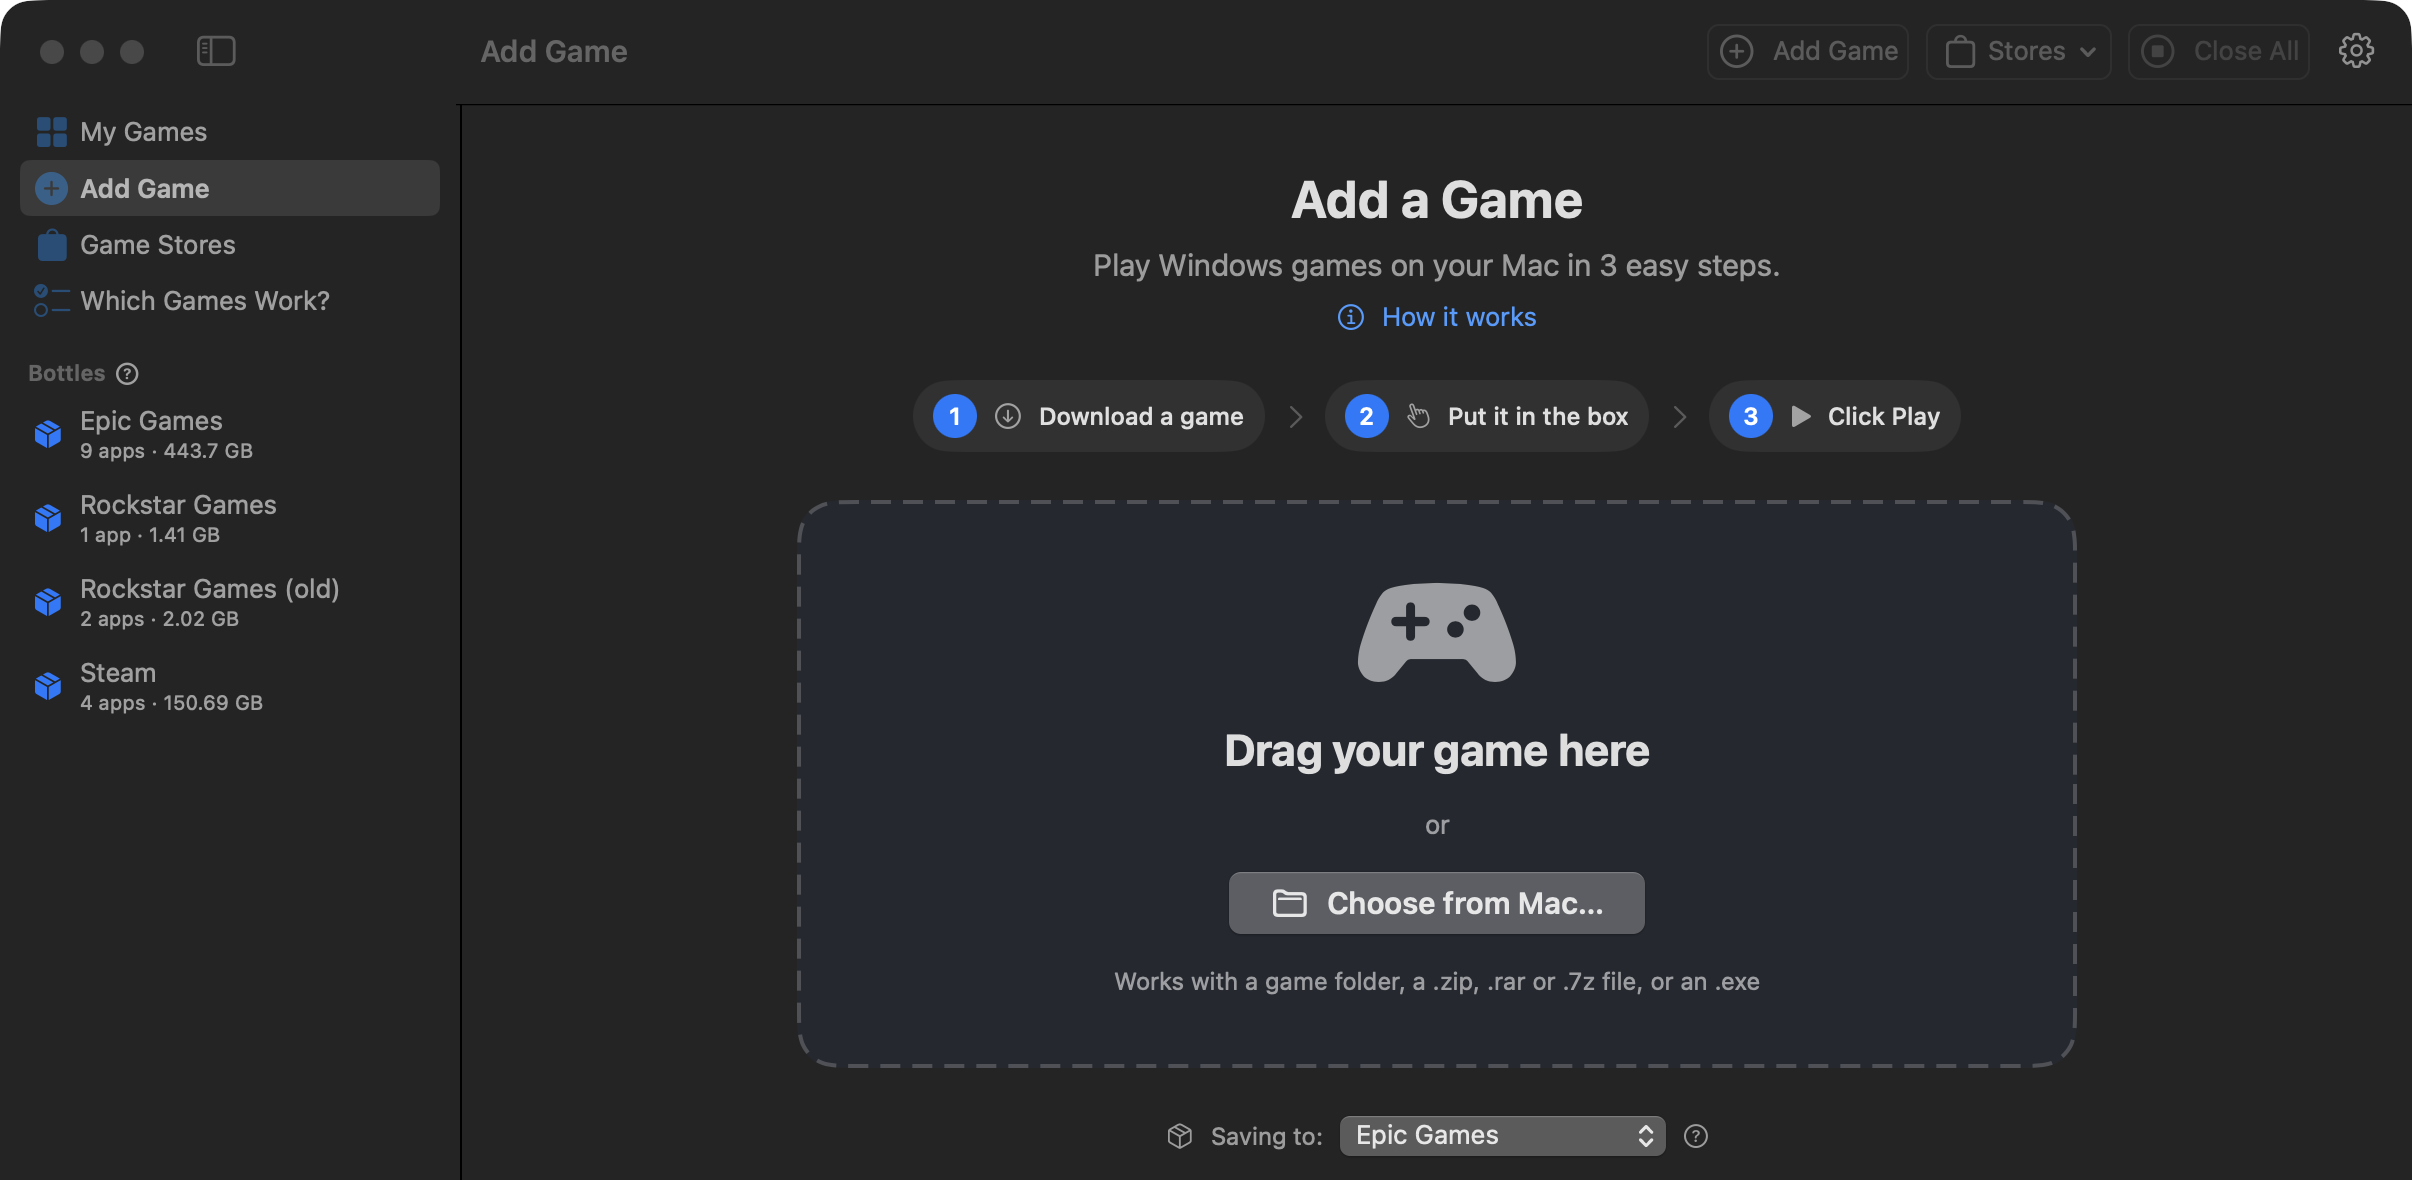 Add Game
Add Game
Stores
Close All
My Games
Add Game
Game Stores
Which Games Work?
Bottles ?
Epic Games
9 apps · 443.7 GB
Rockstar Games
1 app · 1.41 GB
Rockstar Games (old)
2 apps · 2.02 GB
Steam
4 apps · 150.69 GB
Add a Game
Play Windows games on your Mac in 3 easy steps.
How it works
1 Download a game
2 Put it in the box
3 Click Play
Drag your game here
or
Choose from Mac...
Works with a game folder, a .zip, .rar or .7z file, or an .exe
Saving to: Epic Games ?